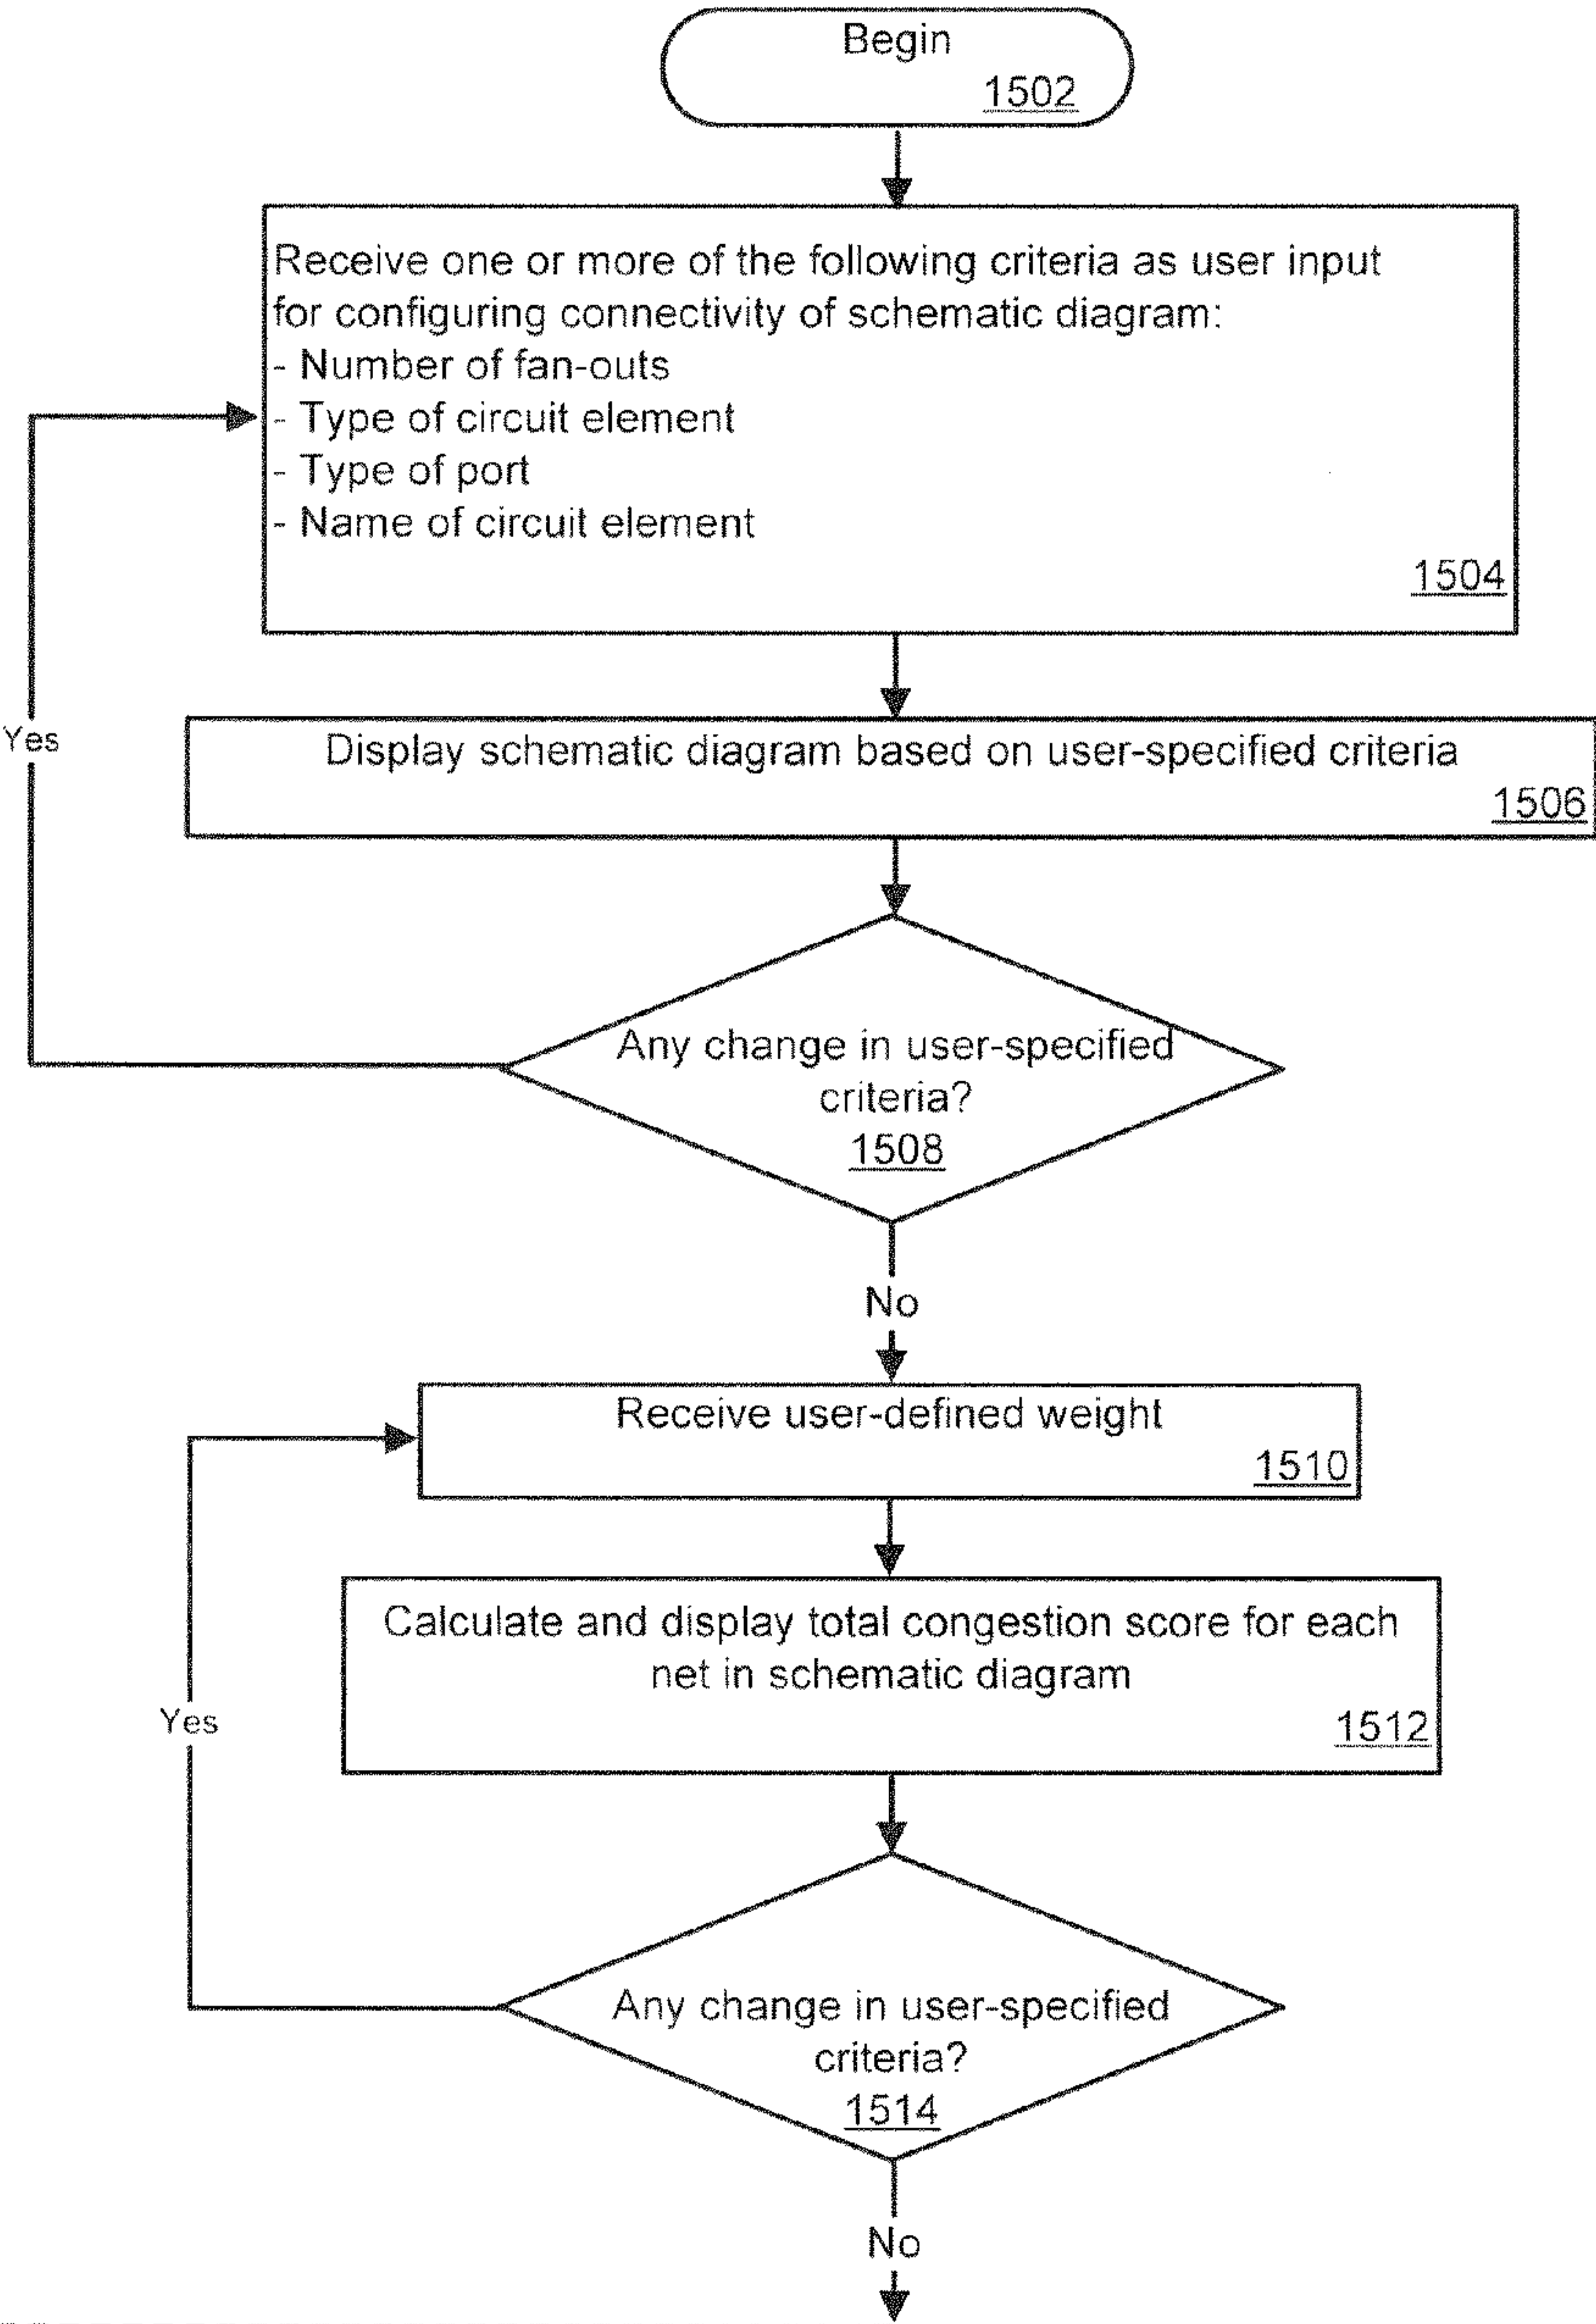 Begin
1502
Receive one or more of the following criteria as user input
for configuring connectivity of schematic diagram:
- Number of fan-outs
- Type of circuit element
- Type of port
- Name of circuit element
1504
Yes
Display schematic diagram based on user-specified criteria
1506
Any change in user-specified
criteria?
1508
No
Receive user-defined weight
1510
Calculate and display total congestion score for each
net in schematic diagram
1512
Yes
Any change in user-specified
criteria?
1514
No